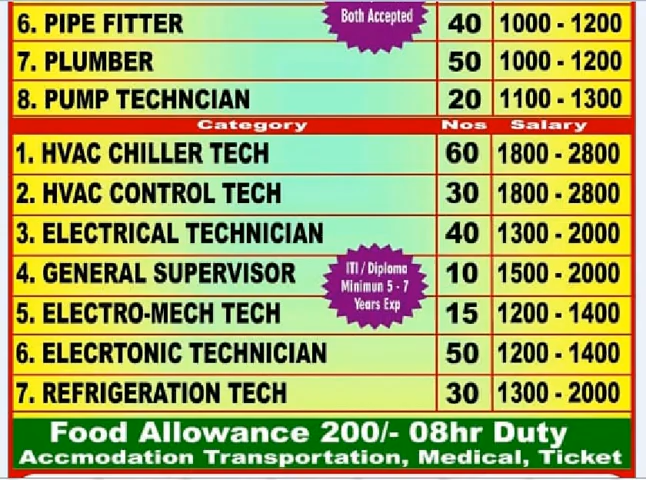 Both Accepted
6. PIPE FITTER 40 1000 - 1200
7. PLUMBER 50 1000 - 1200
8. PUMP TECHNCIAN 20 1100 - 1300
Category Nos Salary
1. HVAC CHILLER TECH 60 1800 - 2800
2. HVAC CONTROL TECH 30 1800 - 2800
3. ELECTRICAL TECHNICIAN 40 1300 - 2000
4. GENERAL SUPERVISOR 10 1500 - 2000
ITI / Diploma
Minimun 5 - 7
Years Exp
5. ELECTRO-MECH TECH 15 1200 - 1400
6. ELECRTONIC TECHNICIAN 50 1200 - 1400
7. REFRIGERATION TECH 30 1300 - 2000
Food Allowance 200/- 08hr Duty
Accmodation Transportation, Medical, Ticket